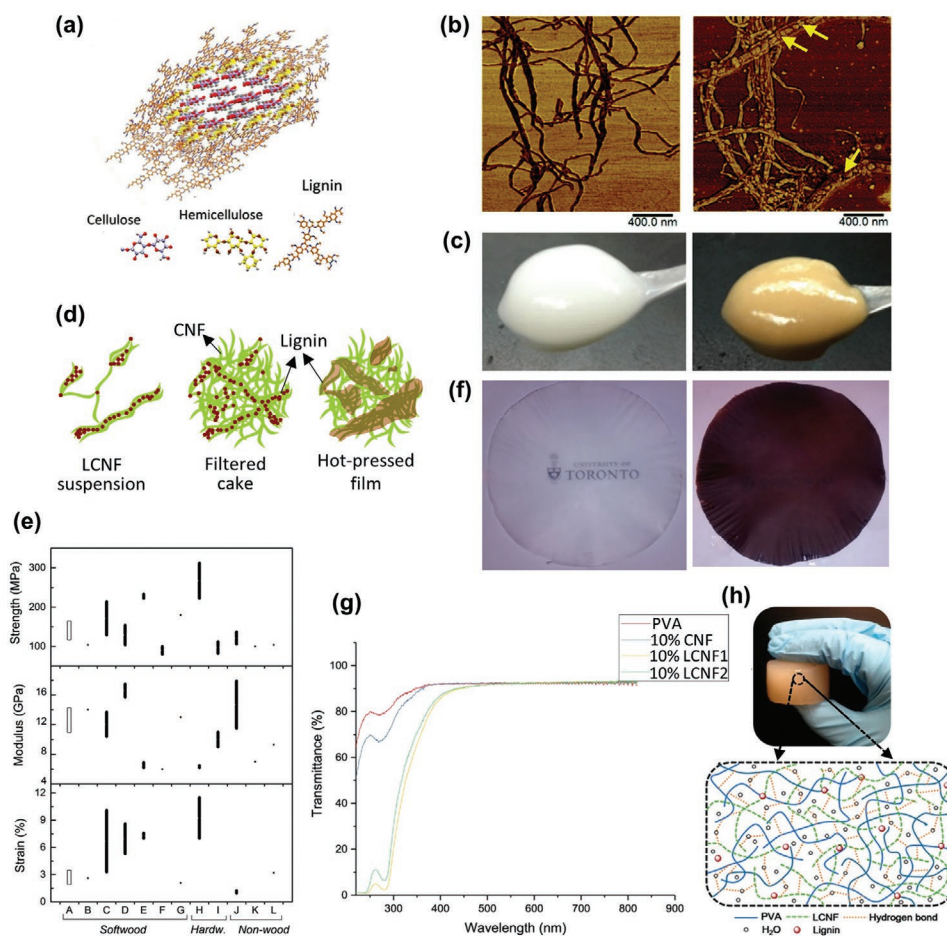 (a)
Lignin
Cellulose
Hemicellulose
(b)
400.0 nm
400.0 nm
(c)
(d)
CNF
Lignin
LCNF
suspension
Filtered
cake
Hot-pressed
film
(f)
UNIVERSITY OF
TORONTO
(e)
Strength (MPa)
300
200
100
Modulus (GPa)
16
12
8
4
Strain (%)
12
9
6
3
0
A B C D E F G H I J K L
Softwood Hardw. Non-wood
(g)
PVA
10% CNF
10% LCNF1
10% LCNF2
Transmittance (%)
100
80
60
40
20
0
300 400 500 600 700 800 900
Wavelength (nm)
(h)
PVA LCNF Hydrogen bond
H₂O Lignin